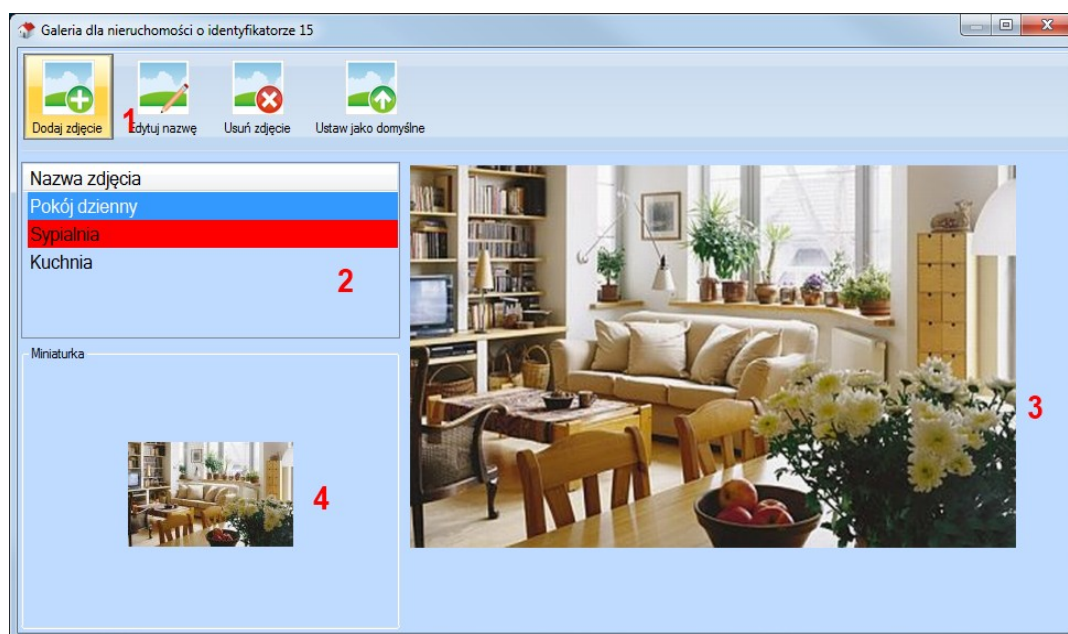 Galeria dla nieruchomości o identyfikatorze 15
Dodaj zdjęcie 1 Edytuj nazwę Usuń zdjęcie Ustaw jako domyślne
Nazwa zdjęcia
Pokój dzienny
Sypialnia
Kuchnia
2
Miniaturka
3
4